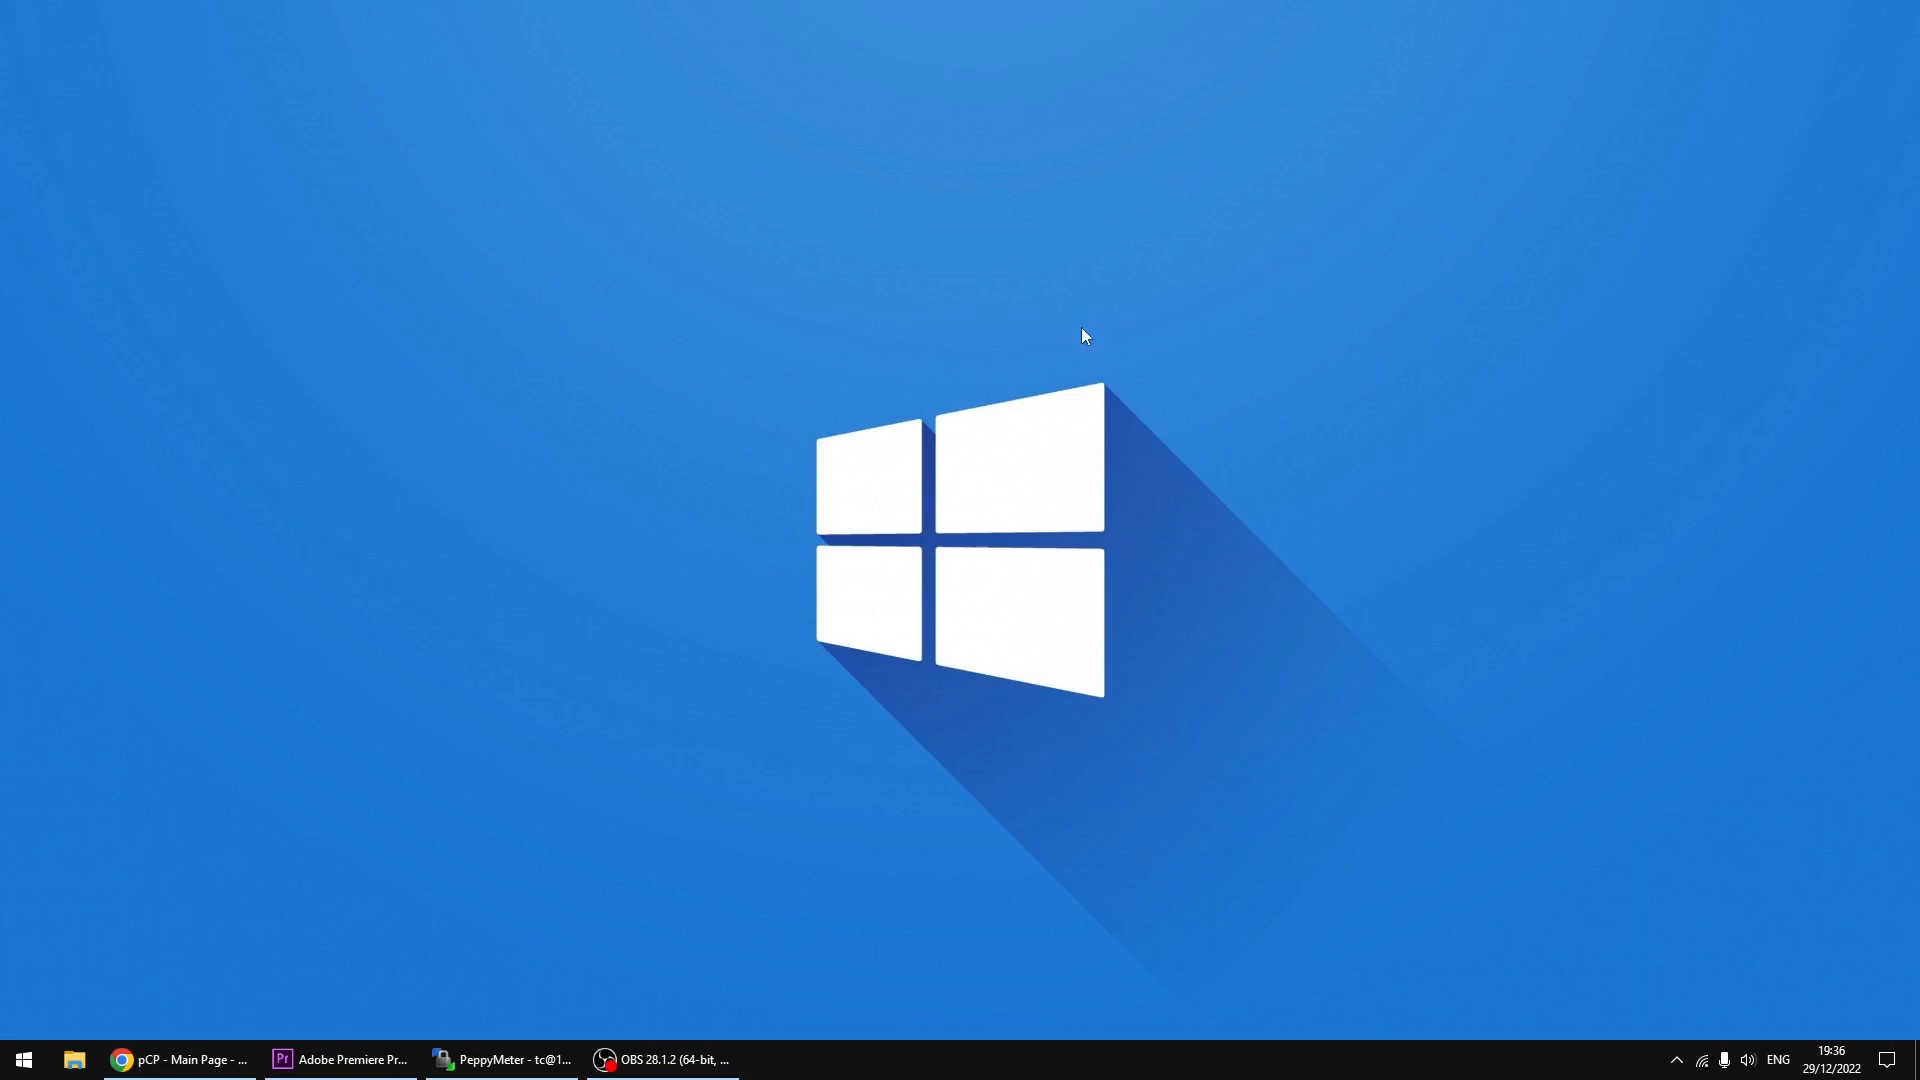 pCP - Main Page - ...
Pr
Adobe Premiere Pr...
PeppyMeter - tc@1...
OBS 28.1.2 (64-bit, ...
ENG
19:36
29/12/2022